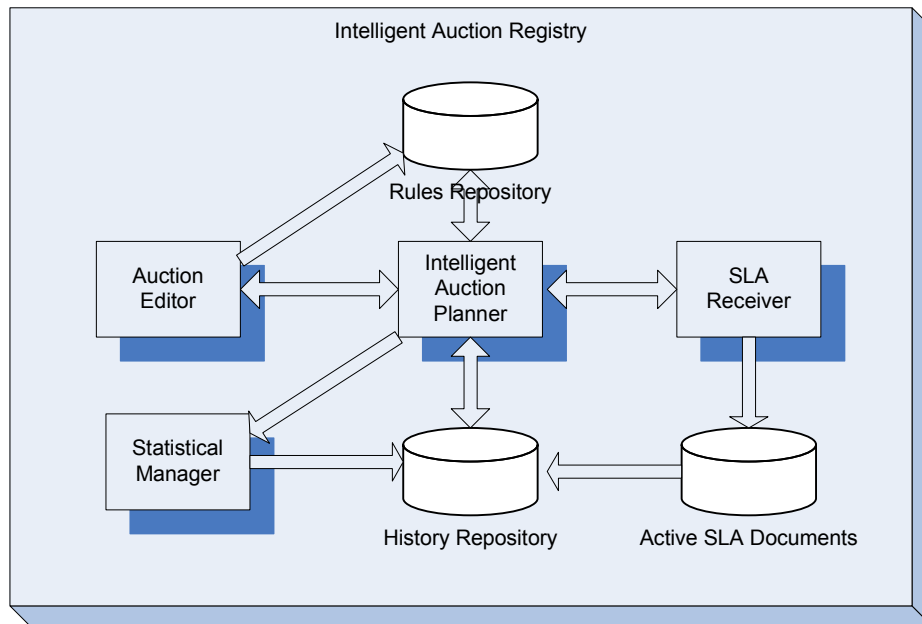 Intelligent Auction Registry
Rules Repository
Auction
Editor
Intelligent
Auction
Planner
SLA
Receiver
Statistical
Manager
History Repository
Active SLA Documents